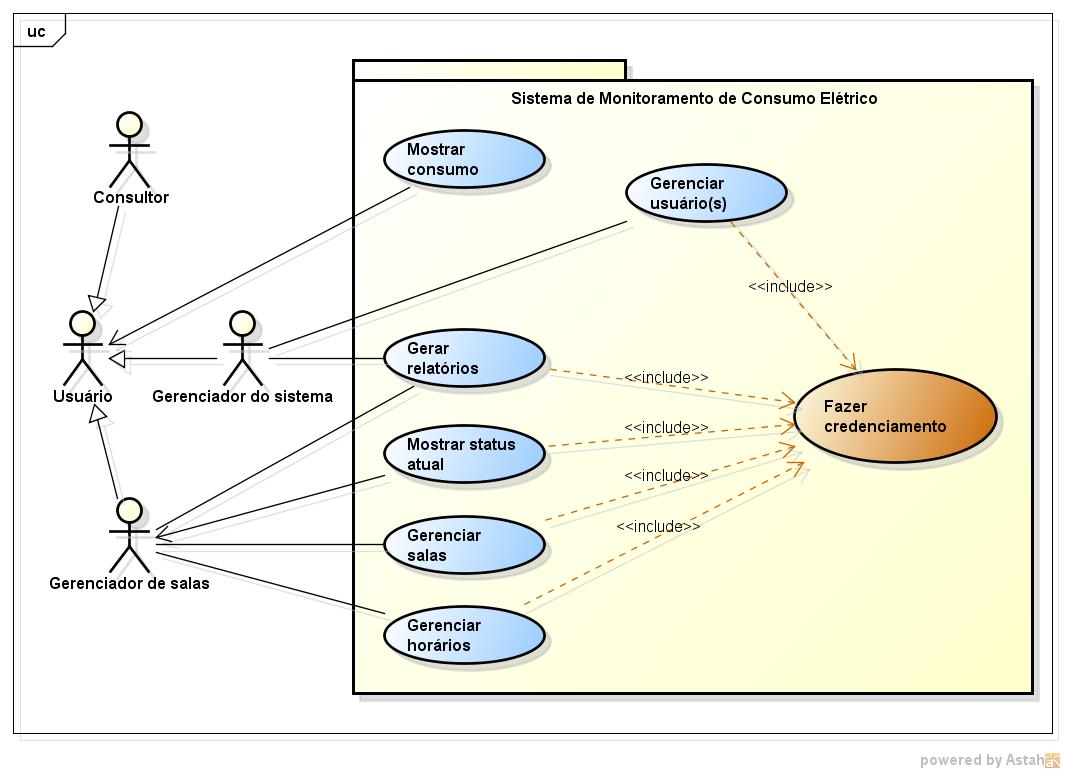 uc
Sistema de Monitoramento de Consumo Elétrico
Mostrar
consumo
Gerenciar
usuário(s)
Consultor
<<include>>
Usuário
Gerenciador do sistema
Gerar
relatórios
<<include>>
Fazer
credenciamento
Mostrar status
atual
<<include>>
<<include>>
Gerenciador de salas
Gerenciar
salas
<<include>>
Gerenciar
horários
powered by Astah